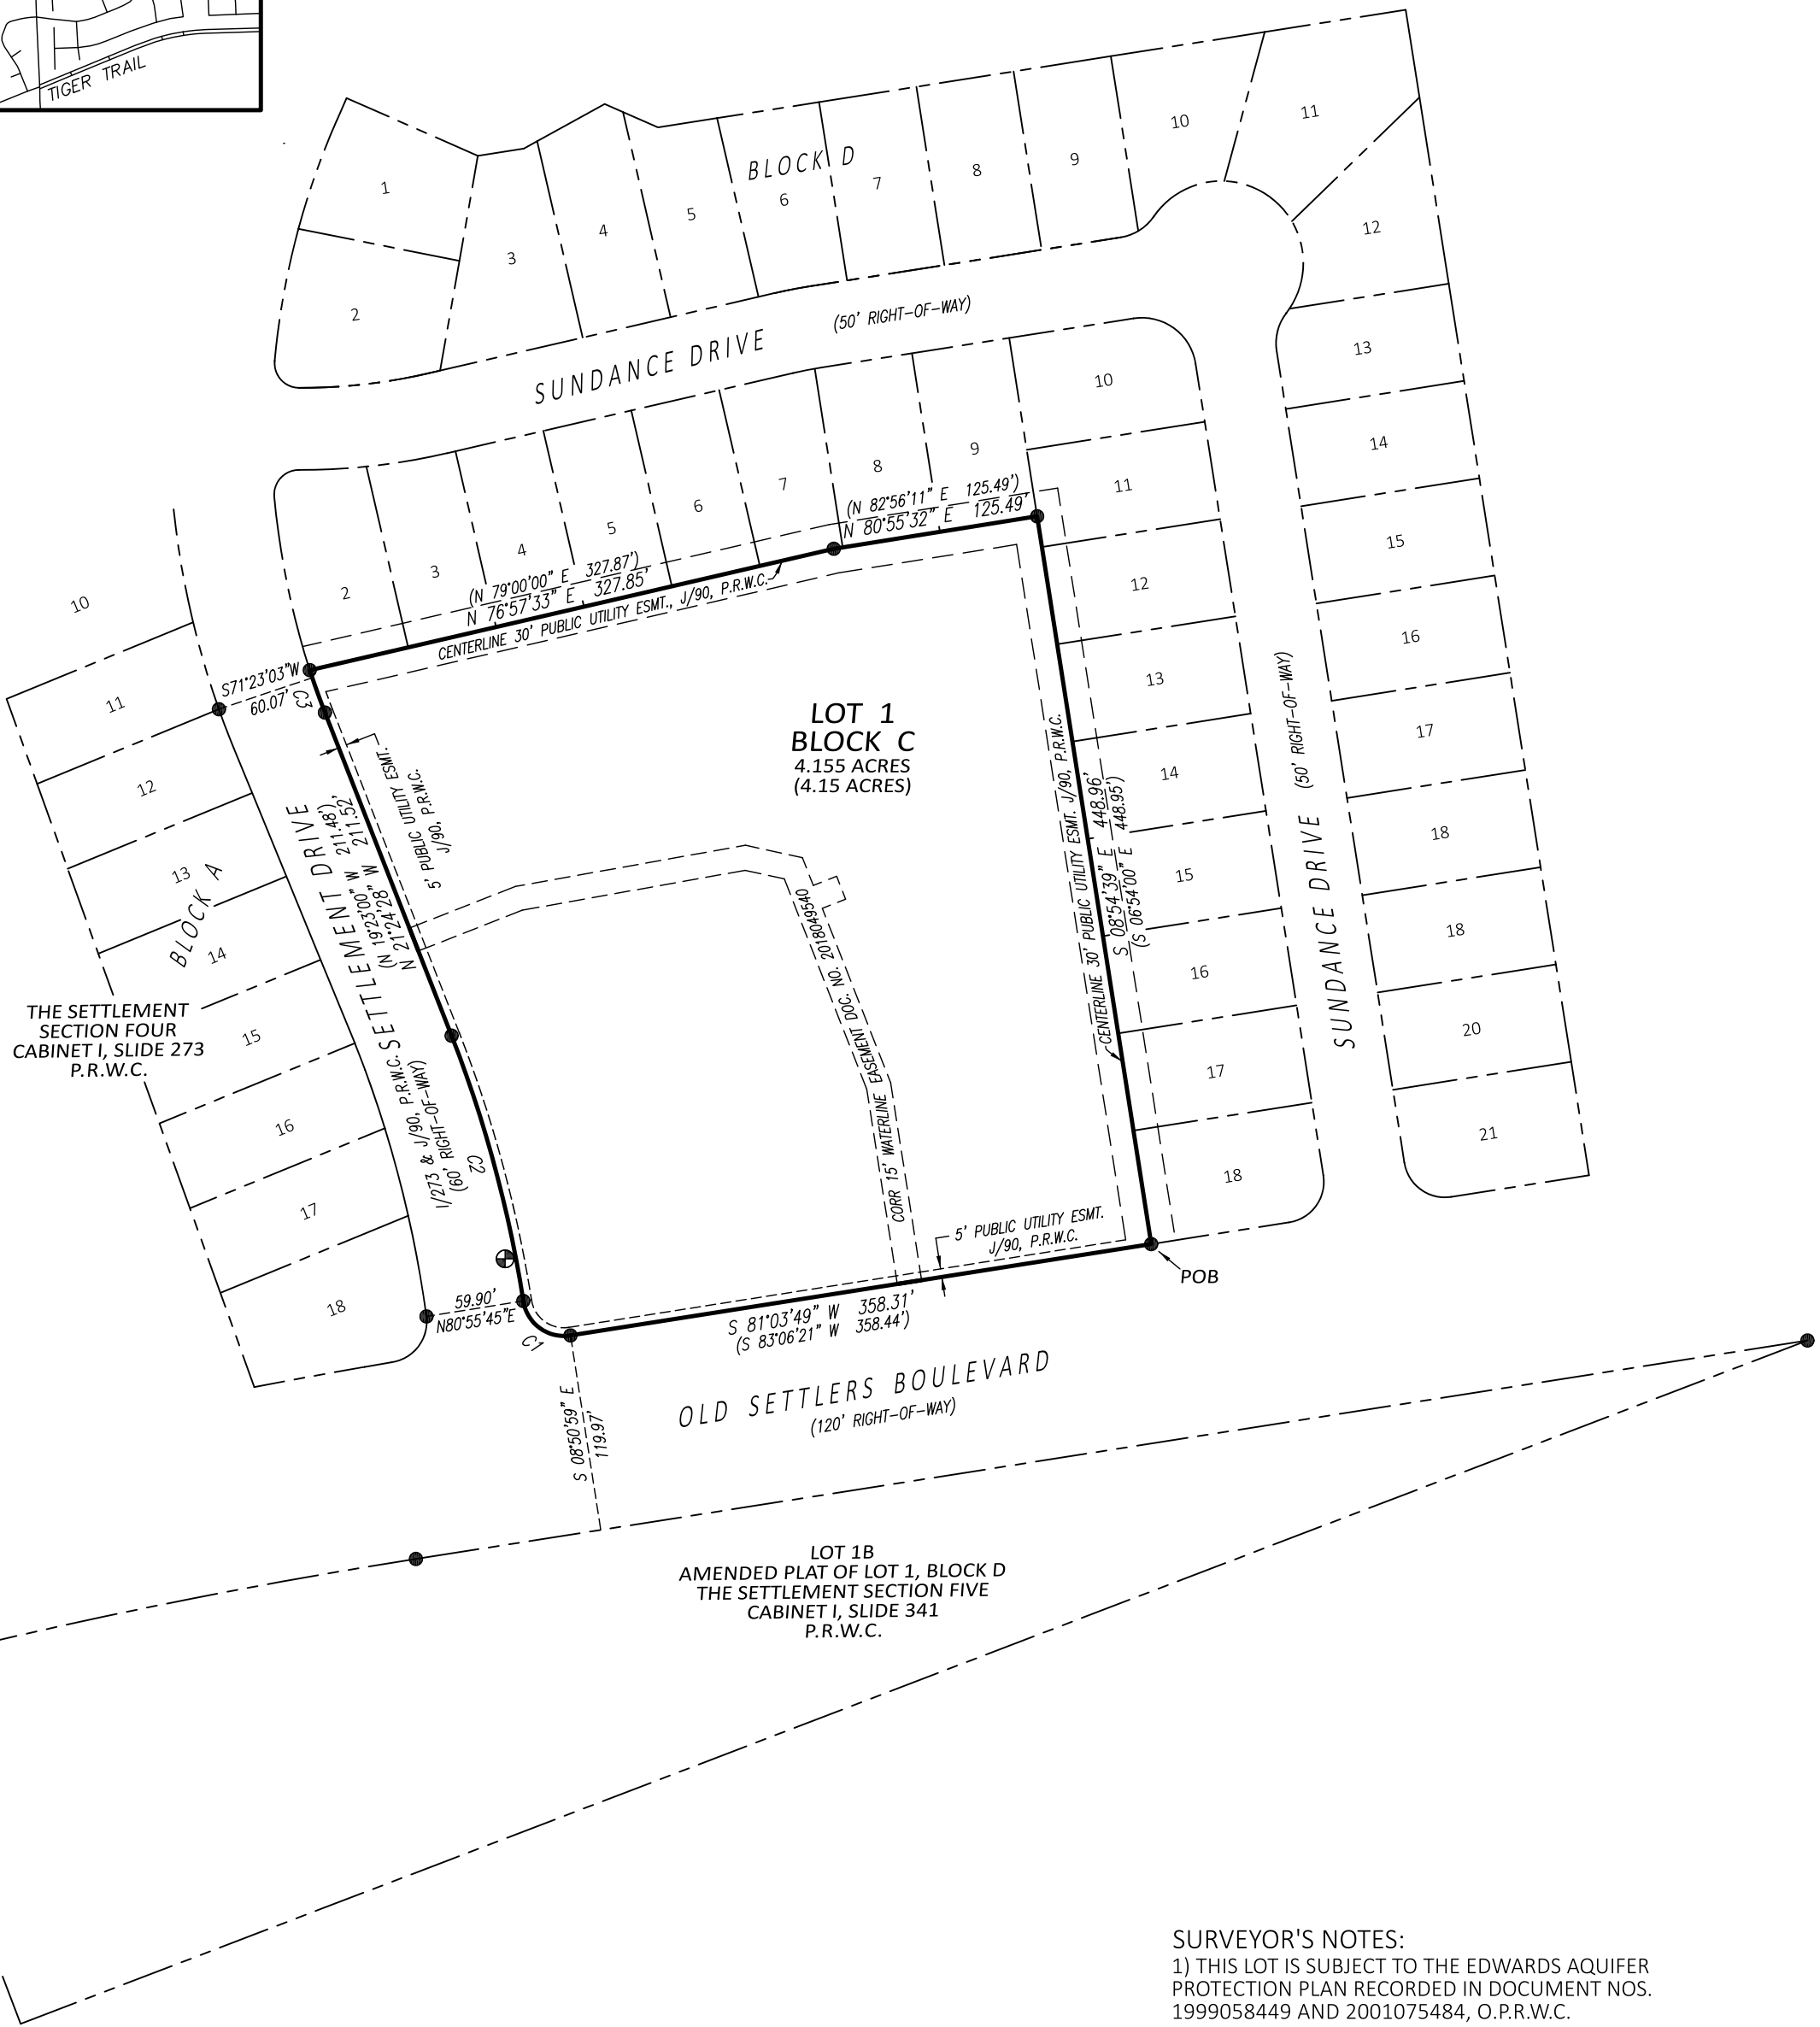 TIGER TRAIL
BLOCK D
1
2
3
4
5
6
7
8
9
10
11
12
13
14
15
16
17
18
18
20
21
SUNDANCE DRIVE
(50' RIGHT-OF-WAY)
2
3
4
5
6
7
8
9
10
11
12
13
14
15
16
17
18
SUNDANCE DRIVE (50' RIGHT-OF-WAY)
(N 82°56'11" E 125.49')
N 80°55'32" E 125.49'
(N 79°00'00" E 327.87')
N 76°57'33" E 327.85'
CENTERLINE 30' PUBLIC UTILITY ESMT., J/90, P.R.W.C.
S71°23'03"W
60.07'
C3
LOT 1
BLOCK C
4.155 ACRES
(4.15 ACRES)
5' PUBLIC UTILITY ESMT.
J/90, P.R.W.C.
(N 19°23'00" W 211.48')
N 21°24'28" W 211.52'
SETTLEMENT DRIVE
I/273 & J/90, P.R.W.C.
(60' RIGHT-OF-WAY)
C2
CENTERLINE 30' PUBLIC UTILITY ESMT. J/90, P.R.W.C.
S 08°54'39" E 448.96'
(S 06°54'00" E 448.95')
CORR 15' WATERLINE EASEMENT DOC. NO. 2018049540
10
11
12
13
BLOCK A
14
15
16
17
18
THE SETTLEMENT
SECTION FOUR
CABINET I, SLIDE 273
P.R.W.C.
5' PUBLIC UTILITY ESMT.
J/90, P.R.W.C.
POB
59.90'
N80°55'45"E
C1
S 81°03'49" W 358.31'
(S 83°06'21" W 358.44')
OLD SETTLERS BOULEVARD
(120' RIGHT-OF-WAY)
S 08°50'59" E
119.97'
LOT 1B
AMENDED PLAT OF LOT 1, BLOCK D
THE SETTLEMENT SECTION FIVE
CABINET I, SLIDE 341
P.R.W.C.
SURVEYOR'S NOTES:
1) THIS LOT IS SUBJECT TO THE EDWARDS AQUIFER
PROTECTION PLAN RECORDED IN DOCUMENT NOS.
1999058449 AND 2001075484, O.P.R.W.C.